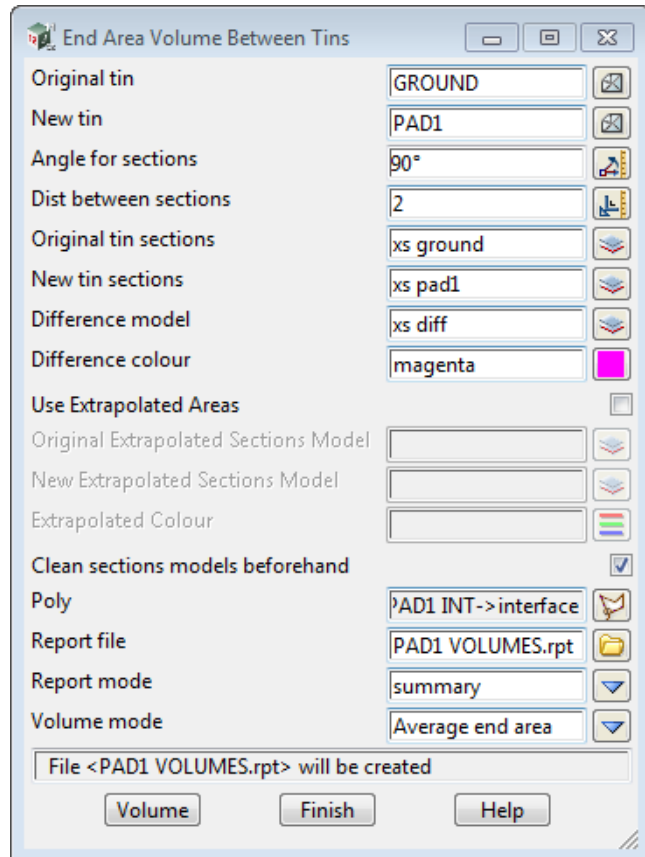 End Area Volume Between Tins
Original tin GROUND
New tin PAD1
Angle for sections 90°
Dist between sections 2
Original tin sections xs ground
New tin sections xs pad1
Difference model xs diff
Difference colour magenta
Use Extrapolated Areas
Original Extrapolated Sections Model
New Extrapolated Sections Model
Extrapolated Colour
Clean sections models beforehand
Poly PAD1 INT->interface
Report file PAD1 VOLUMES.rpt
Report mode summary
Volume mode Average end area
File <PAD1 VOLUMES.rpt> will be created
Volume Finish Help